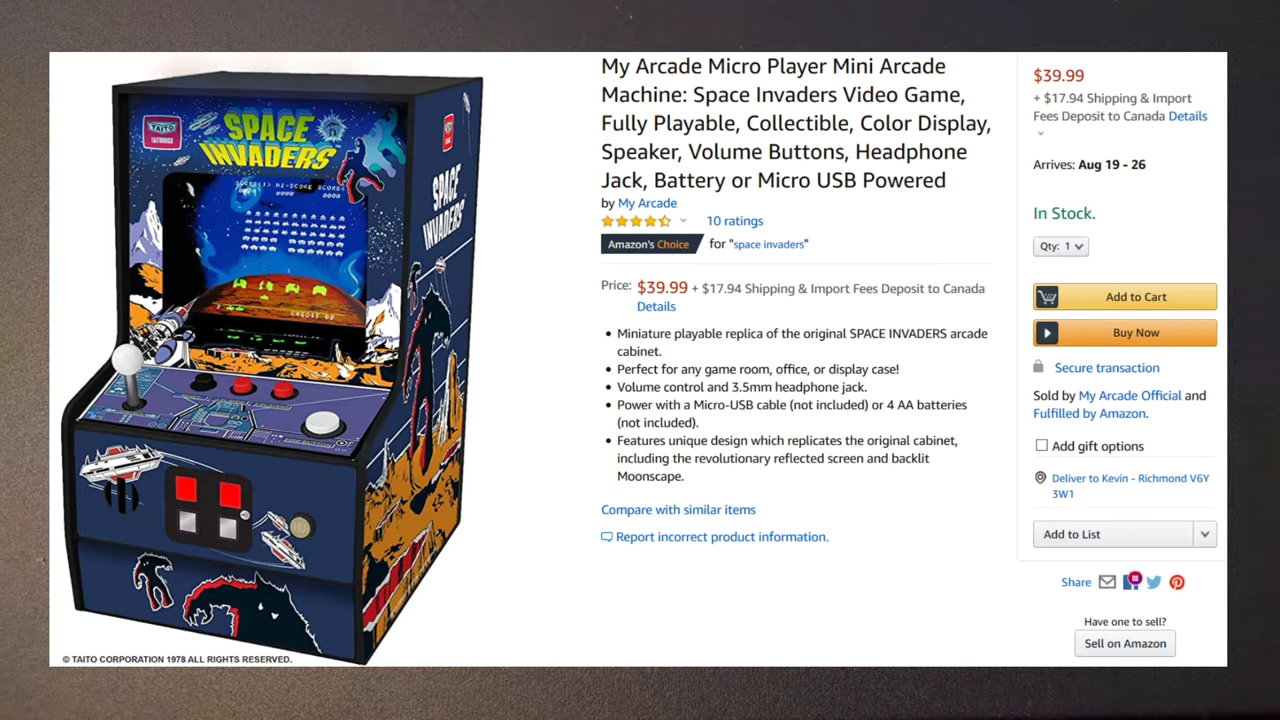 TAITO
TAITRONICS
SPACE
INVADERS
SPACE
INVADERS
SCORE<1> HI-SCORE SCORE<2>
0000
CREDIT 00
© TAITO CORPORATION 1978 ALL RIGHTS RESERVED.
My Arcade Micro Player Mini Arcade
Machine: Space Invaders Video Game,
Fully Playable, Collectible, Color Display,
Speaker, Volume Buttons, Headphone
Jack, Battery or Micro USB Powered
by My Arcade
10 ratings
Amazon's Choice for "space invaders"
Price: $39.99 + $17.94 Shipping & Import Fees Deposit to Canada
Details
• Miniature playable replica of the original SPACE INVADERS arcade
cabinet.
• Perfect for any game room, office, or display case!
• Volume control and 3.5mm headphone jack.
• Power with a Micro-USB cable (not included) or 4 AA batteries
(not included).
• Features unique design which replicates the original cabinet,
including the revolutionary reflected screen and backlit
Moonscape.
Compare with similar items
Report incorrect product information.
$39.99
+ $17.94 Shipping & Import
Fees Deposit to Canada Details
Arrives: Aug 19 - 26
In Stock.
Qty: 1
Add to Cart
Buy Now
Secure transaction
Sold by My Arcade Official and
Fulfilled by Amazon.
Add gift options
Deliver to Kevin - Richmond V6Y
3W1
Add to List
Share
Have one to sell?
Sell on Amazon